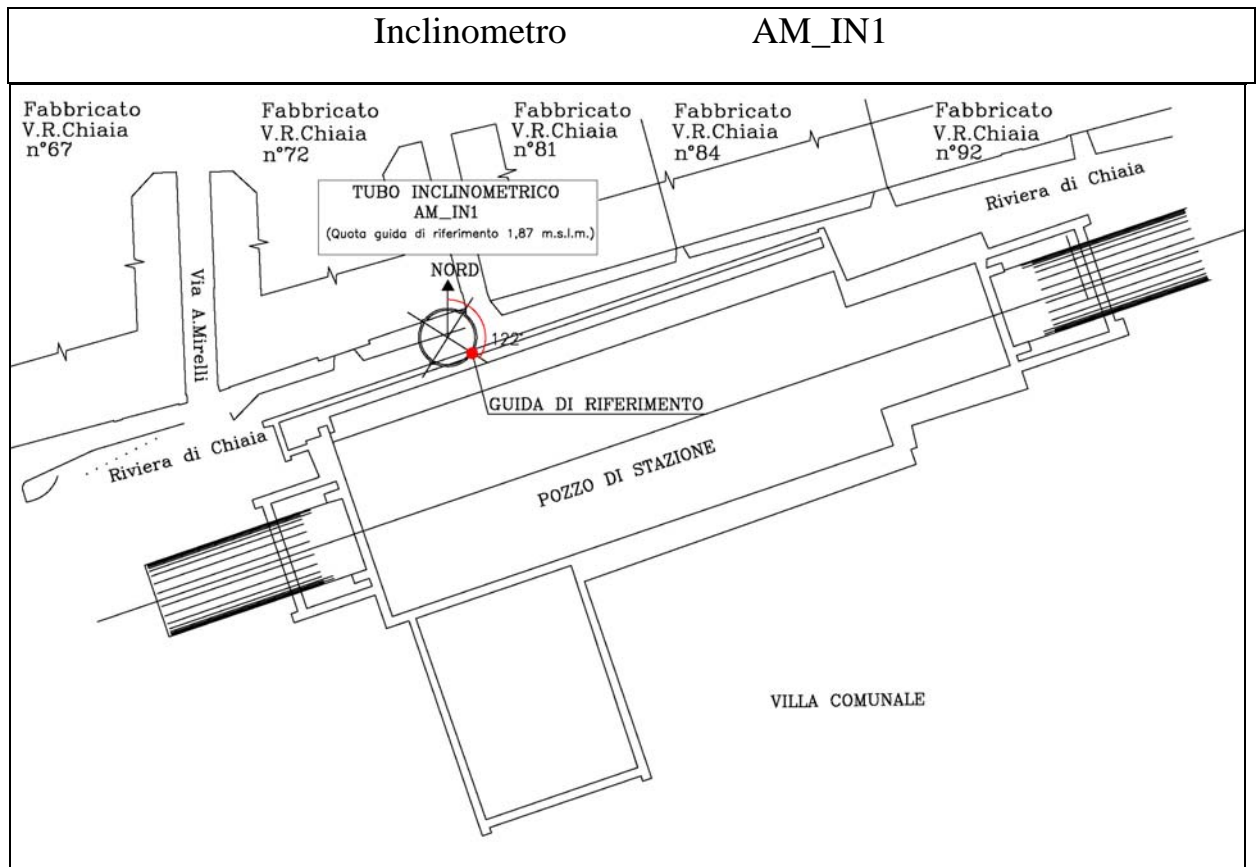 Inclinometro AM_IN1
Fabbricato
V.R.Chiaia
n°67
Fabbricato
V.R.Chiaia
n°72
Fabbricato
V.R.Chiaia
n°81
Fabbricato
V.R.Chiaia
n°84
Fabbricato
V.R.Chiaia
n°92
TUBO INCLINOMETRICO
AM_IN1
(Quota guida di riferimento 1,87 m.s.l.m.)
Riviera di Chiaia
NORD
Via A.Mirelli
122°
GUIDA DI RIFERIMENTO
Riviera di Chiaia
POZZO DI STAZIONE
VILLA COMUNALE